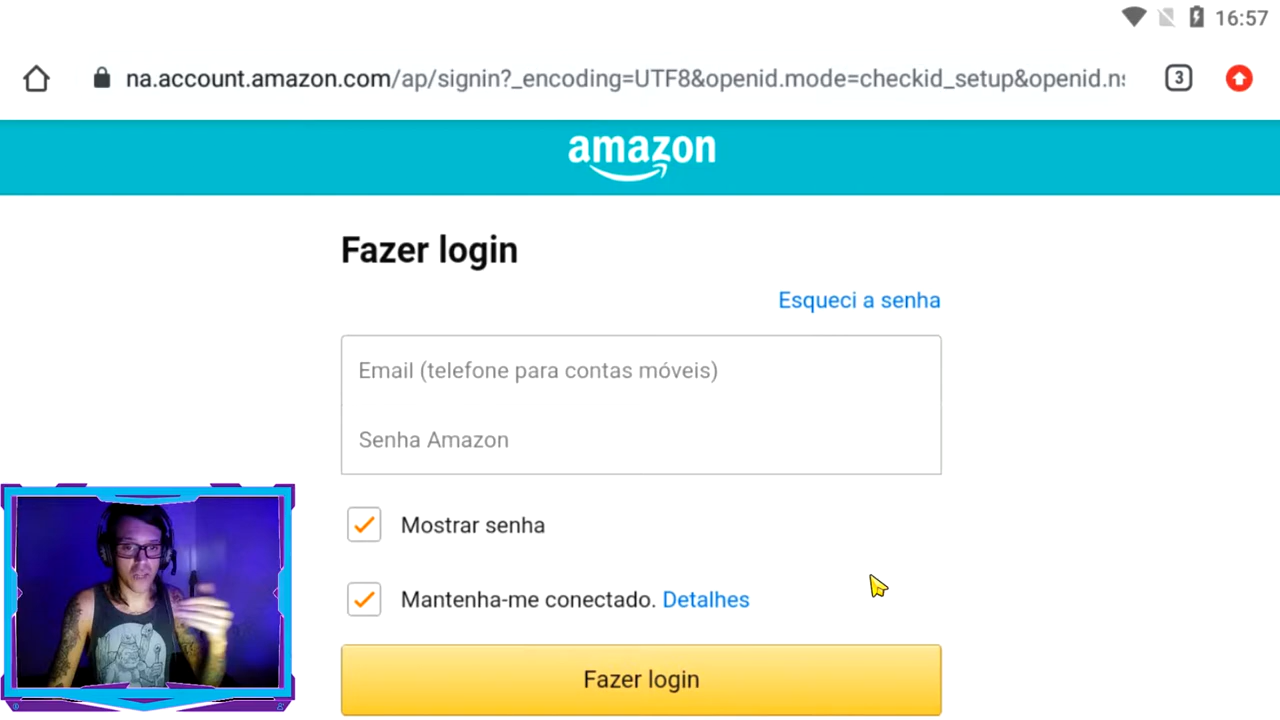 16:57
na.account.amazon.com/ap/signin?_encoding=UTF8&openid.mode=checkid_setup&openid.ns
3
amazon
Fazer login
Esqueci a senha
Email (telefone para contas móveis)
Senha Amazon
Mostrar senha
Mantenha-me conectado. Detalhes
Fazer login